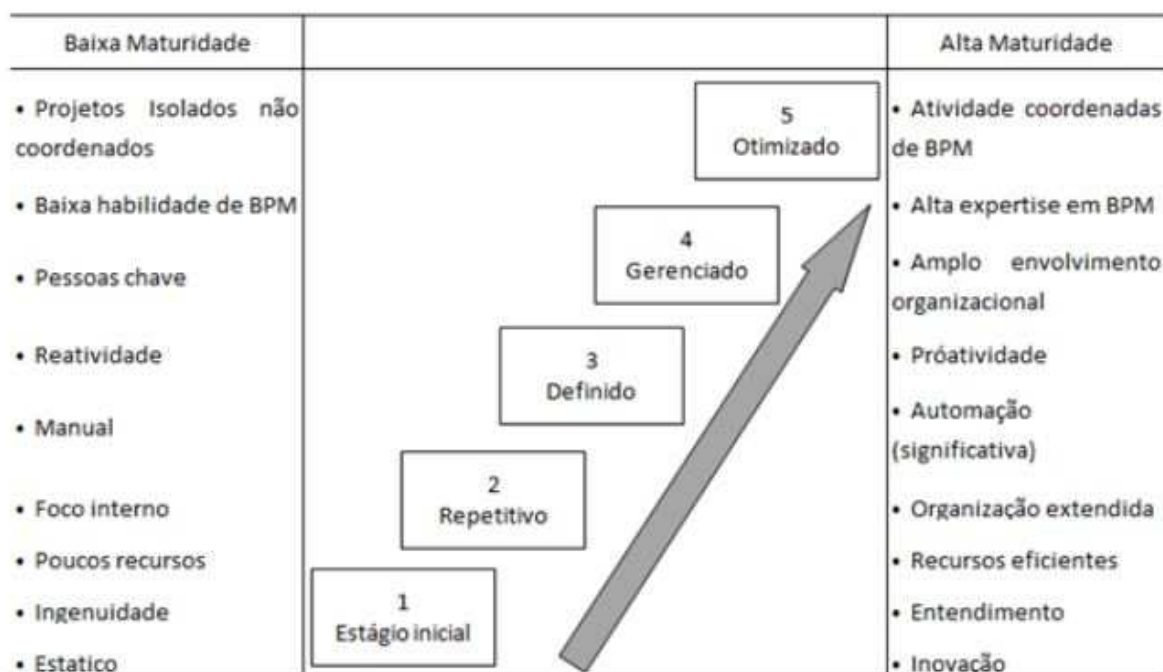 Baixa Maturidade
Alta Maturidade
• Projetos Isolados não
coordenados
• Baixa habilidade de BPM
• Pessoas chave
• Reatividade
• Manual
• Foco interno
• Poucos recursos
• Ingenuidade
• Estatico
5
Otimizado
4
Gerenciado
3
Definido
2
Repetitivo
1
Estágio inicial
• Atividade coordenadas
de BPM
• Alta expertise em BPM
• Amplo envolvimento
organizacional
• Próatividade
• Automação
(significativa)
• Organização extendida
• Recursos eficientes
• Entendimento
• Inovação